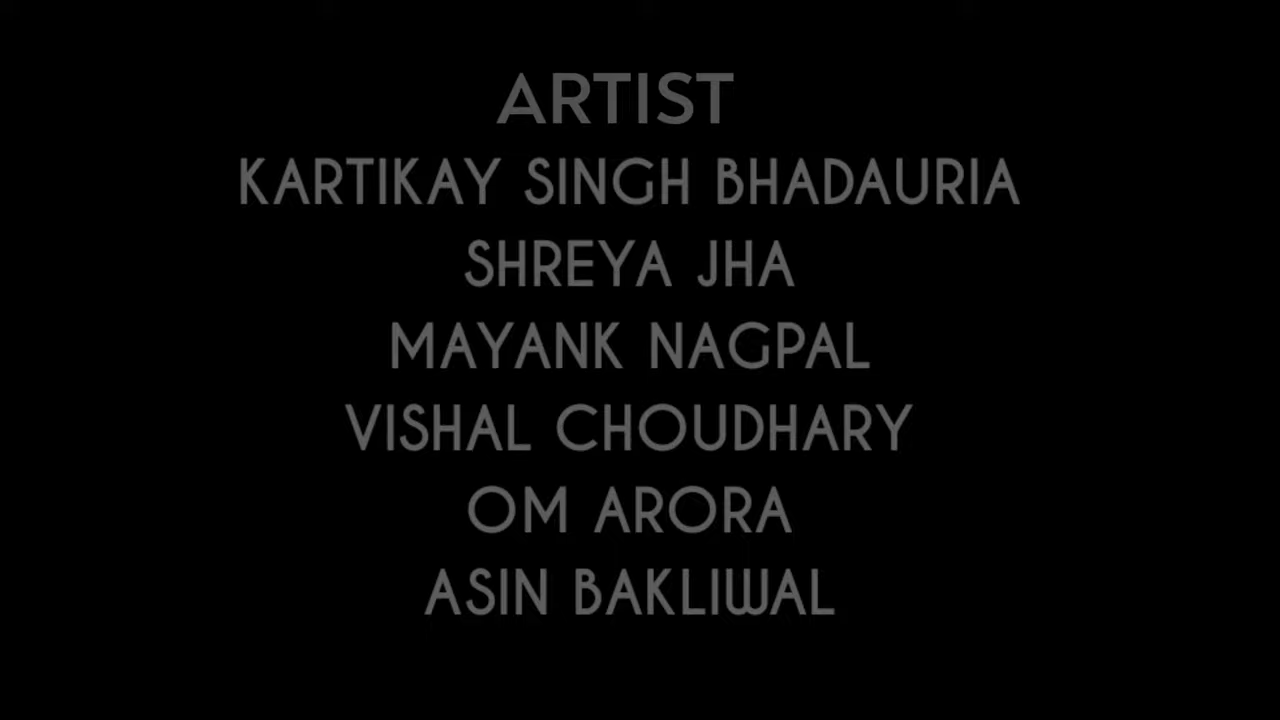 ARTIST
KARTIKAY SINGH BHADAURIA
SHREYA JHA
MAYANK NAGPAL
VISHAL CHOUDHARY
OM ARORA
ASIN BAKLIWAL